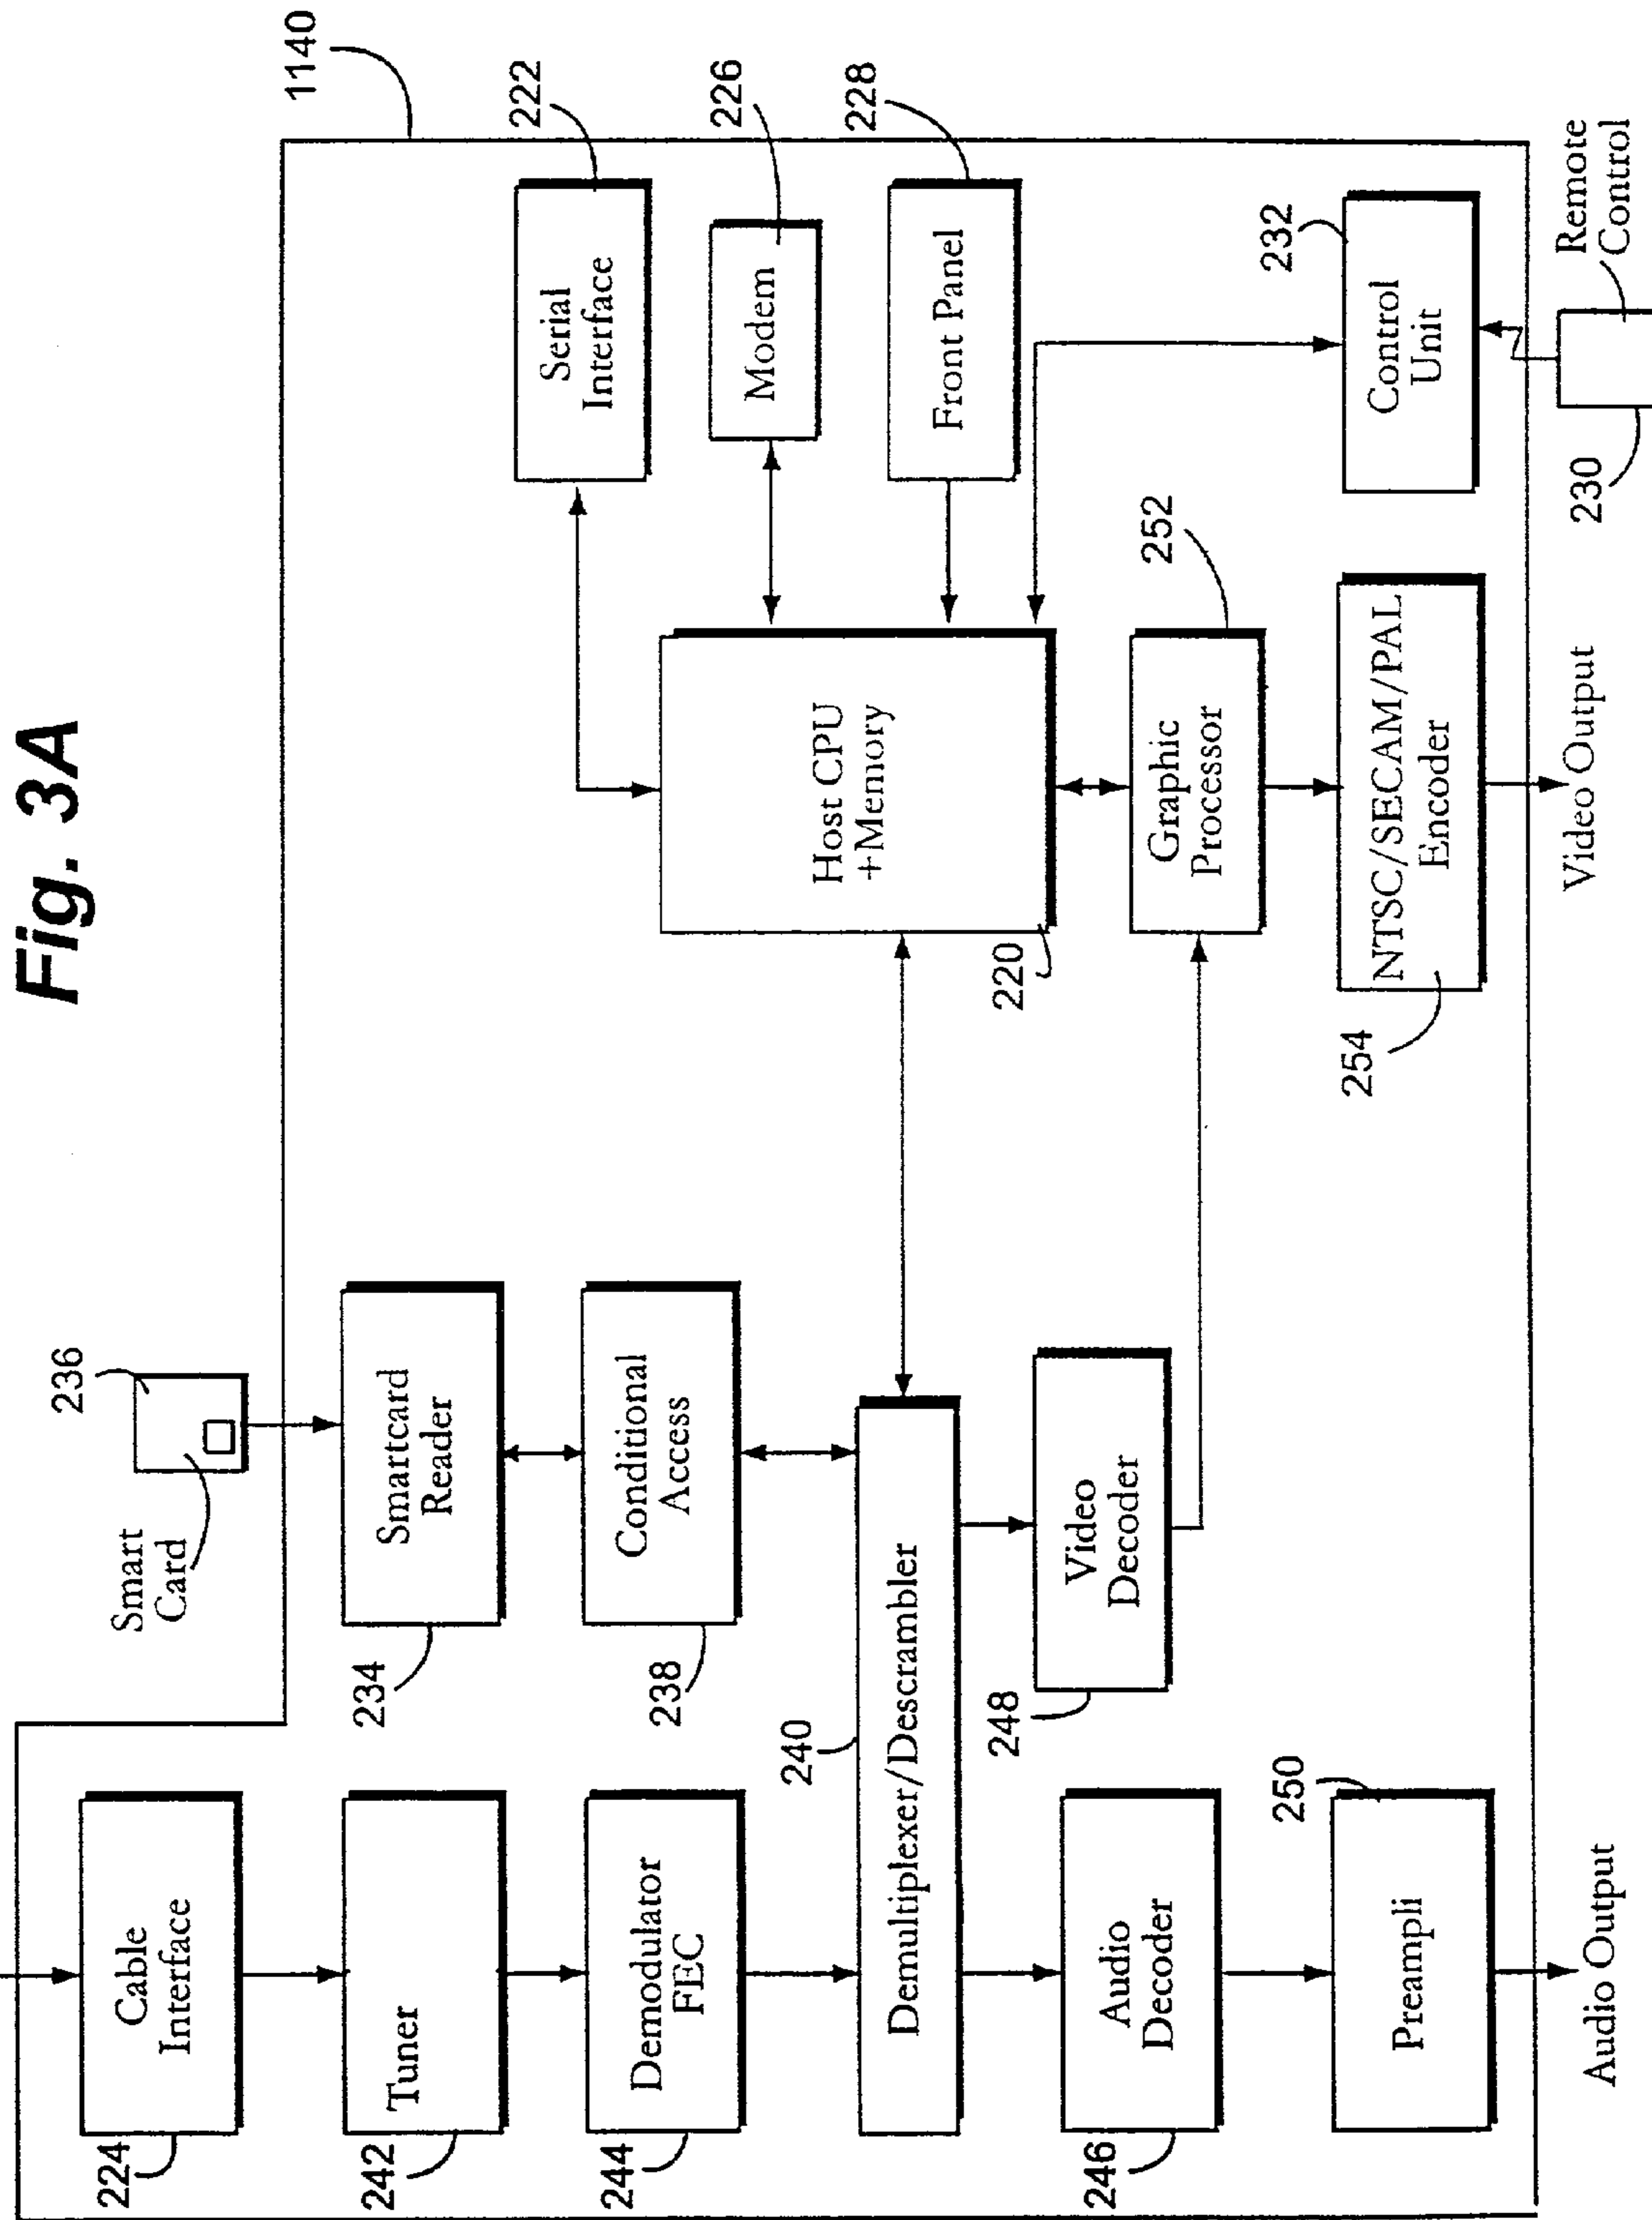 Fig. 3A
1140
236
Smart
Card
224
Cable
Interface
234
Smartcard
Reader
222
Serial
Interface
242
Tuner
238
Conditional
Access
226
Modem
244
Demodulator
FEC
Host CPU
+Memory
220
228
Front Panel
240
Demultiplexer/Descrambler
248
Video
Decoder
252
Graphic
Processor
246
Audio
Decoder
232
Control
Unit
250
Preampli
254
NTSC/SECAM/PAL
Encoder
Audio Output
Video Output
230
Remote
Control